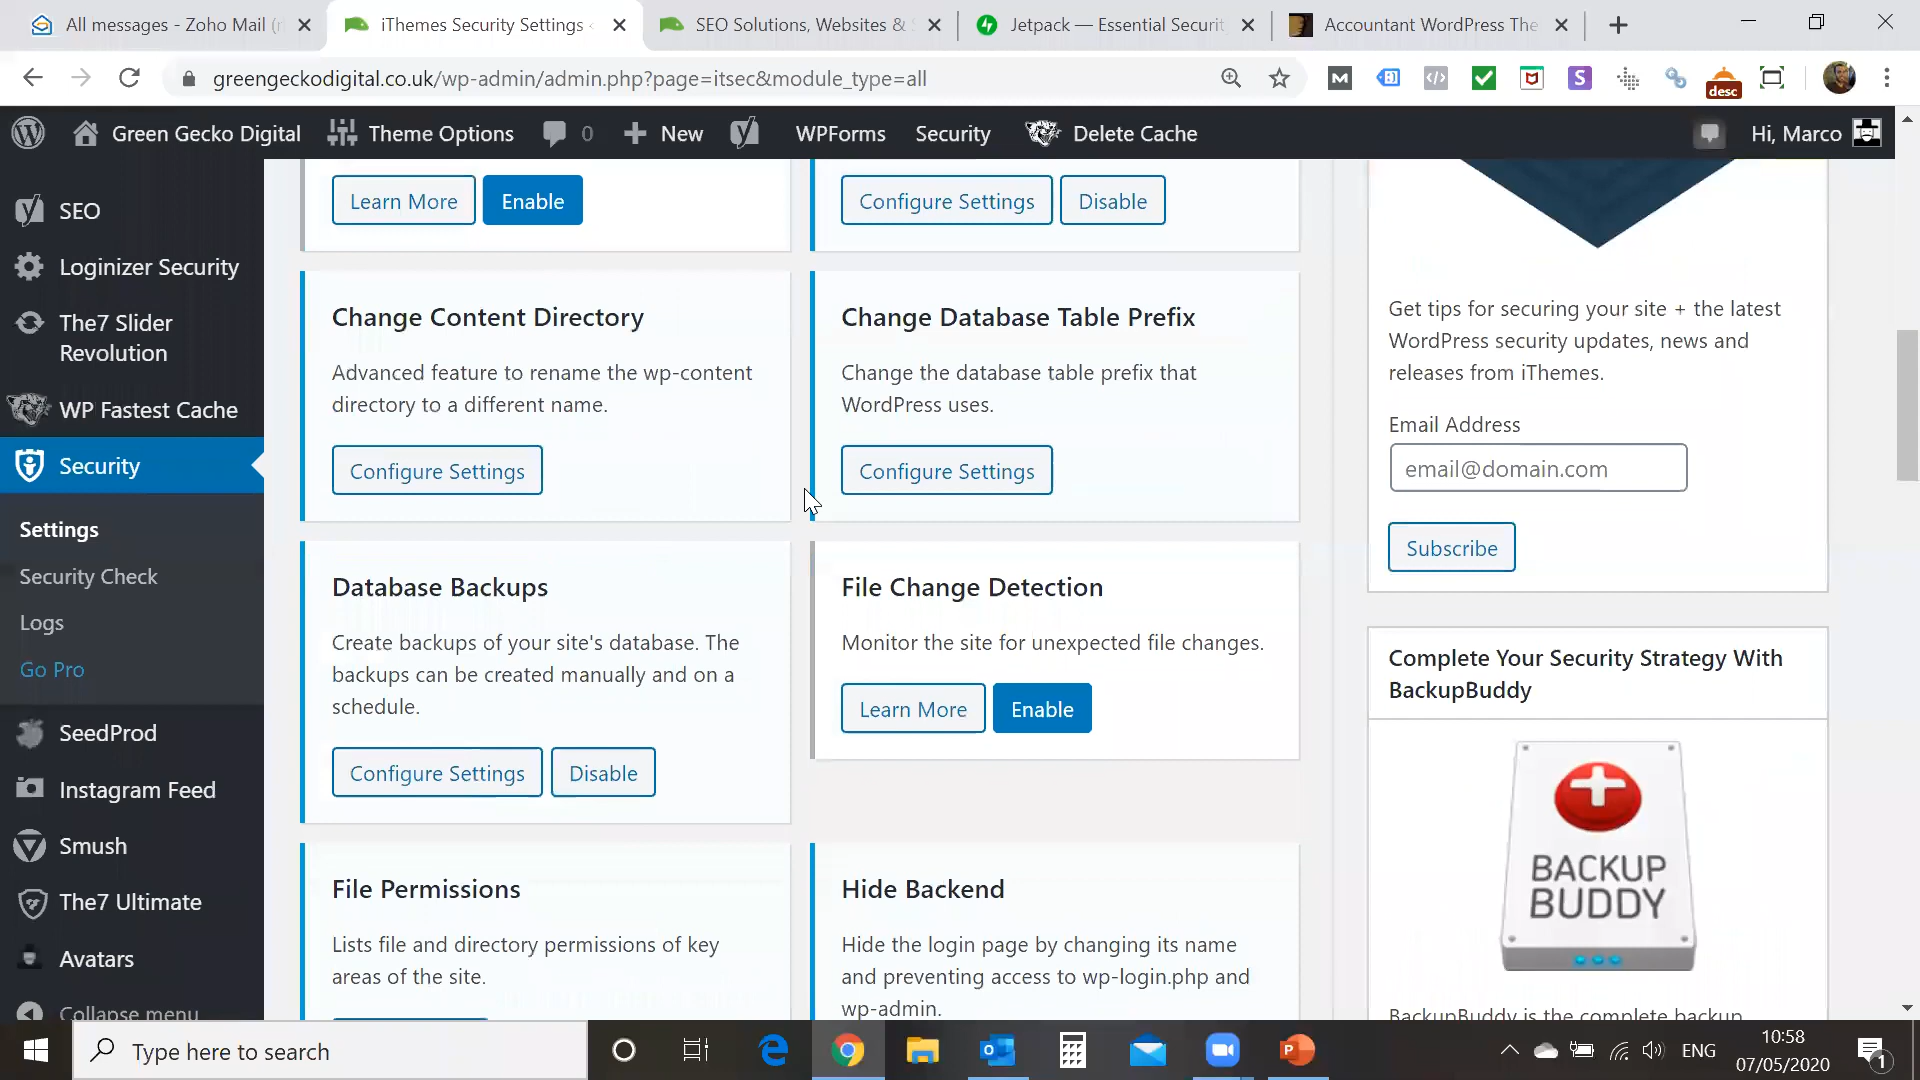 All messages - Zoho Mail (r
iThemes Security Settings
SEO Solutions, Websites &
Jetpack — Essential Securit
Accountant WordPress The
greengeckodigital.co.uk/wp-admin/admin.php?page=itsec&module_type=all
desc
Green Gecko Digital
Theme Options
0
New
WPForms
Security
Delete Cache
Hi, Marco
SEO
Loginizer Security
The7 Slider
Revolution
WP Fastest Cache
Security
Settings
Security Check
Logs
Go Pro
SeedProd
Instagram Feed
Smush
The7 Ultimate
Avatars
Collapse menu
Learn More
Enable
Configure Settings
Disable
Change Content Directory
Advanced feature to rename the wp-content
directory to a different name.
Configure Settings
Change Database Table Prefix
Change the database table prefix that
WordPress uses.
Configure Settings
Database Backups
Create backups of your site's database. The
backups can be created manually and on a
schedule.
Configure Settings
Disable
File Change Detection
Monitor the site for unexpected file changes.
Learn More
Enable
File Permissions
Lists file and directory permissions of key
areas of the site.
Hide Backend
Hide the login page by changing its name
and preventing access to wp-login.php and
wp-admin.
Get tips for securing your site + the latest
WordPress security updates, news and
releases from iThemes.
Email Address
email@domain.com
Subscribe
Complete Your Security Strategy With
BackupBuddy
BACKUP
BUDDY
BackupBuddy is the complete backup
Type here to search
ENG
10:58
07/05/2020
1